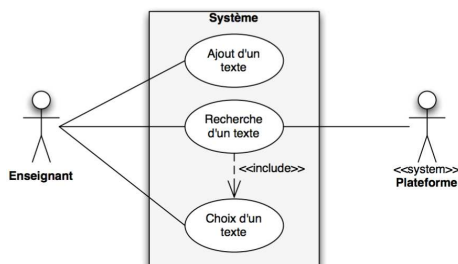 Système
Ajout d'un
texte
Recherche
d'un texte
<<include>>
Choix d'un
texte
Enseignant
<<system>>
Plateforme